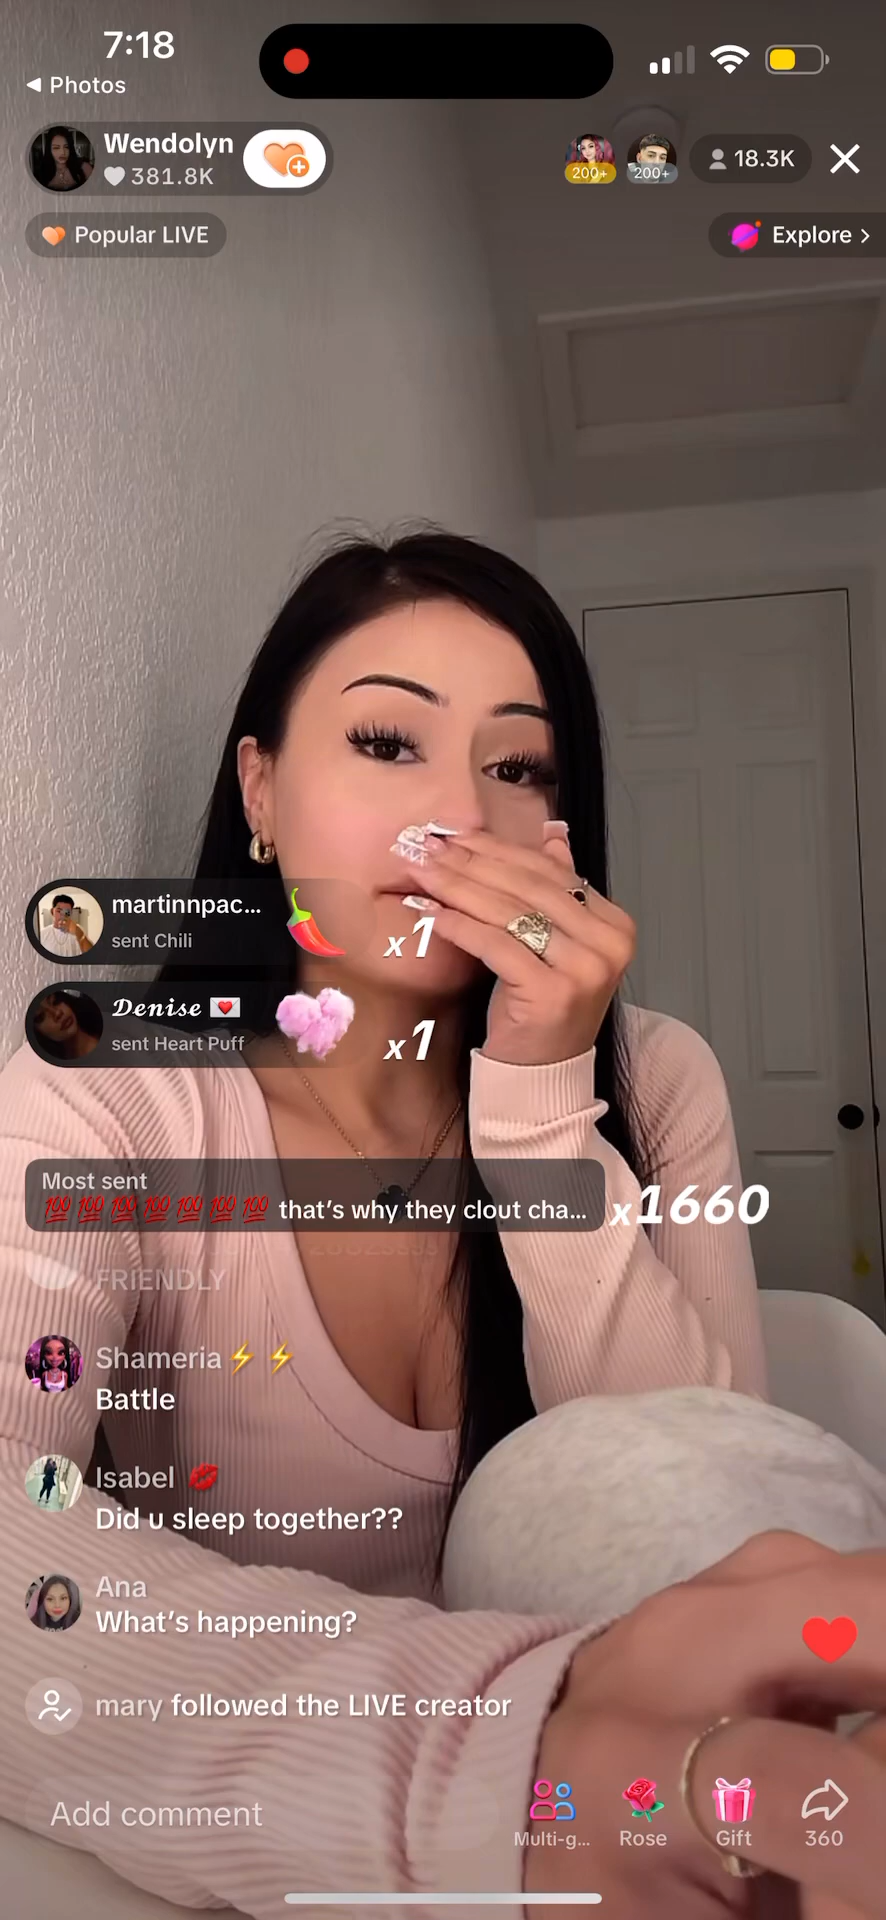 7:18
Photos
Wendolyn
381.8K
200+
200+
18.3K
Popular LIVE
Explore
martinnpac...
sent Chili
x1
𝓓𝓮𝓷𝓲𝓼𝓮 💌
sent Heart Puff
x1
Most sent
💯💯💯💯💯💯💯 that's why they clout cha...
x1660
FRIENDLY
Shameria⚡⚡
Battle
Isabel 💋
Did u sleep together??
Ana
What's happening?
mary followed the LIVE creator
Add comment
Multi-g...
Rose
Gift
360